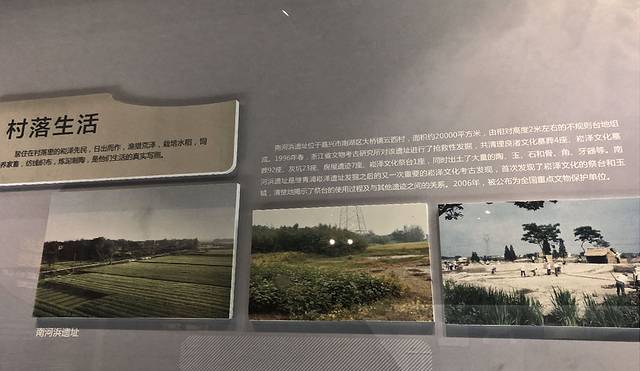 村落生活
聚住在村落里的崧泽先民，日出而作，渔猎荒泽，栽培水稻，饲
养家畜，纺线织布，炼泥制陶，是他们生活的真实写照。
南河浜遗址位于嘉兴市南湖区大桥镇云西村，面积约20000平方米，由相对高度2米左右的不规则台地组
成。1996年春，浙江省文物考古研究所对该遗址进行了抢救性发掘，共清理良渚文化墓葬4座、崧泽文化墓
葬92座、灰坑23座、房屋遗迹7座、崧泽文化祭台1座，同时出土了大量的陶、玉、石和骨、角、牙器等。南
河浜遗址是继青浦崧泽遗址发掘之后的又一次重要的崧泽文化考古发现，首次发现了崧泽文化的祭台和玉
钺，清楚地揭示了祭台的使用过程及与其他遗迹之间的关系。2006年，被公布为全国重点文物保护单位。
南河浜遗址